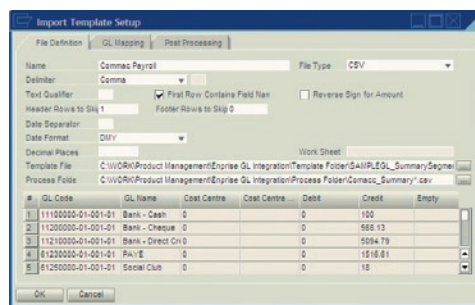 Import Template Setup
File Definition GL Mapping Post Processing
Name Commac Payroll File Type CSV
Delimiter Comma
Text Qualifier First Row Contains Field Nan Reverse Sign for Amount
Header Rows to Skip 1 Footer Rows to Skip 0
Date Separator
Date Format DMY
Decimal Places Work Sheet
Template File C:\WORK\Product Management\Enprise GL Integration\Template Folder\SAMPLEGL_SummarySegme
Process Folde C:\WORK\Product Management\Enprise GL Integration\Process Folder\Comacc_Summary*.csv
# GL Code GL Name Cost Centre Cost Centre ... Debit Credit Empty
1 11100000-01-001-01 Bank - Cash 0 0 100
2 11200000-01-001-01 Bank - Cheque 0 0 568.13
3 11210000-01-001-01 Bank - Direct Cre 0 0 5094.79
4 61230000-01-001-01 PAYE 0 0 1516.61
5 61250000-01-001-01 Social Club 0 0 18
OK Cancel